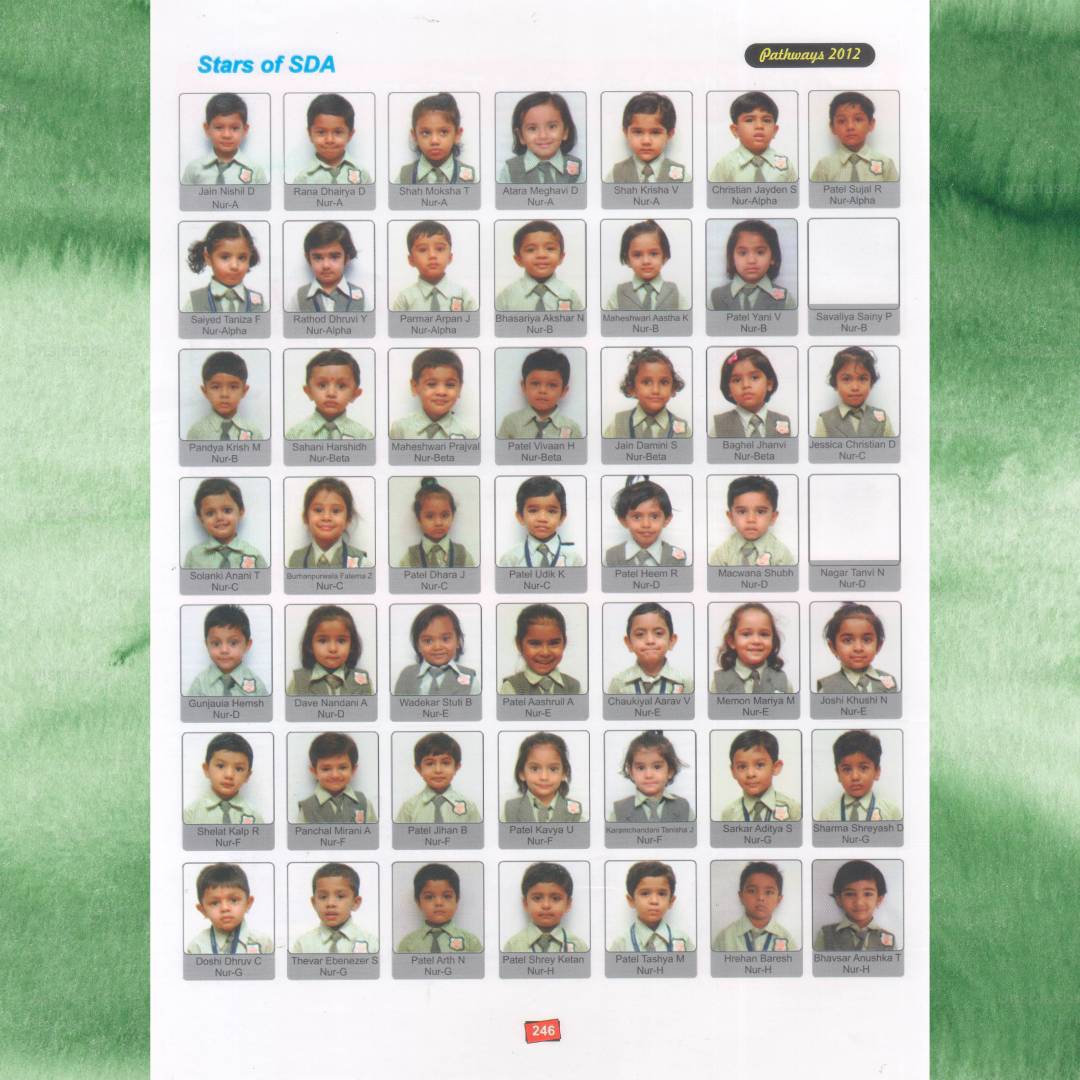 Stars of SDA
Pathways 2012
Jain Nishil D
Nur-A
Rana Dhairya D
Nur-A
Shah Moksha T
Nur-A
Atara Meghavi D
Nur-A
Shah Krisha V
Nur-A
Christian Jayden S
Nur-Alpha
Patel Sujal R
Nur-Alpha
Saiyed Taniza F
Nur-Alpha
Rathod Dhruvi Y
Nur-Alpha
Parmar Arpan J
Nur-Alpha
Bhasariya Akshar N
Nur-B
Maheshwari Aastha K
Nur-B
Patel Yani V
Nur-B
Savaliya Sainy P
Nur-B
Pandya Krish M
Nur-B
Sahani Harshidh
Nur-Beta
Maheshwari Prajval
Nur-Beta
Patel Vivaan H
Nur-Beta
Jain Damini S
Nur-Beta
Baghel Jhanvi
Nur-Beta
Jessica Christian D
Nur-C
Solanki Anani T
Nur-C
Burhanpurwala Fatema Z
Nur-C
Patel Dhara J
Nur-C
Patel Udik K
Nur-C
Patel Heem R
Nur-D
Macwana Shubh
Nur-D
Nagar Tanvi N
Nur-D
Gunjauia Hemsh
Nur-D
Dave Nandani A
Nur-D
Wadekar Stuti B
Nur-E
Patel Aashruil A
Nur-E
Chaukiyal Aarav V
Nur-E
Memon Mariya M
Nur-E
Joshi Khushi N
Nur-E
Shelat Kalp R
Nur-F
Panchal Mirani A
Nur-F
Patel Jihan B
Nur-F
Patel Kavya U
Nur-F
Karamchandani Tanisha J
Nur-F
Sarkar Aditya S
Nur-G
Sharma Shreyash D
Nur-G
Doshi Dhruv C
Nur-G
Thevar Ebenezer S
Nur-G
Patel Arth N
Nur-G
Patel Shrey Ketan
Nur-H
Patel Tashya M
Nur-H
Hrehan Baresh
Nur-H
Bhavsar Anushka T
Nur-H
246